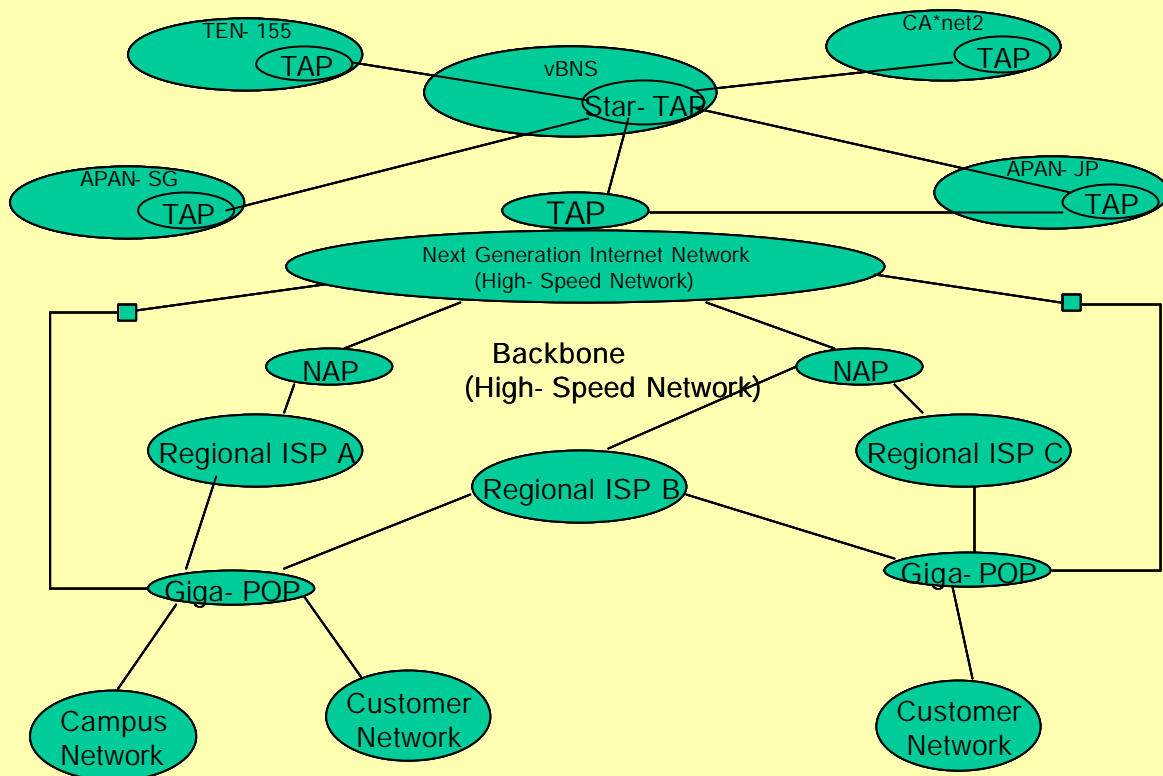 TEN- 155
TAP
vBNS
Star- TAP
CA*net2
TAP
APAN- SG
TAP
APAN- JP
TAP
TAP
Next Generation Internet Network
(High- Speed Network)
NAP
Backbone
(High- Speed Network)
NAP
Regional ISP A
Regional ISP B
Regional ISP C
Giga- POP
Giga- POP
Campus
Network
Customer
Network
Customer
Network